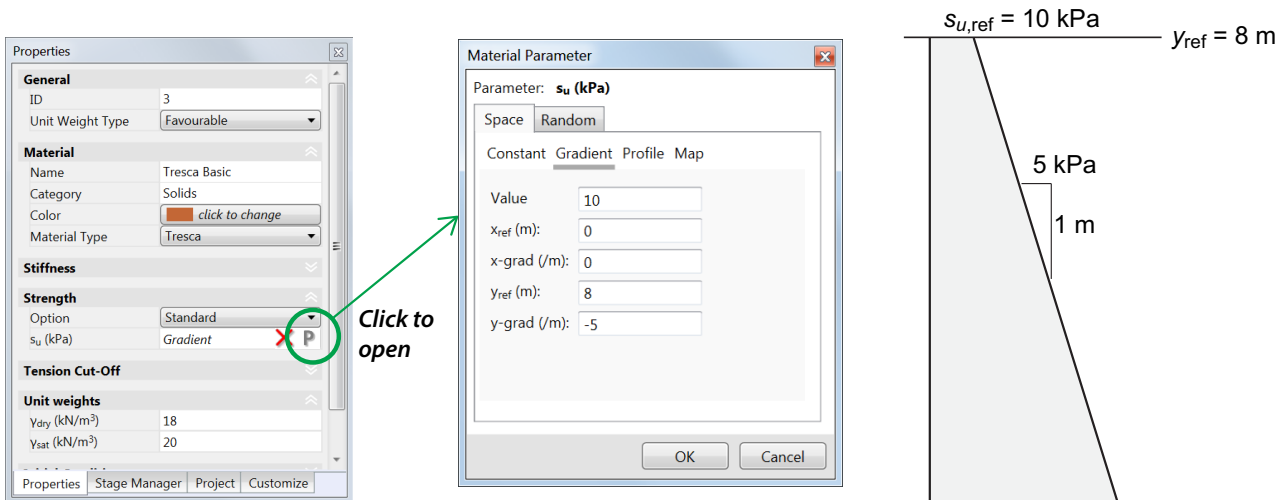 Properties
General
ID 3
Unit Weight Type Favourable
Material
Name Tresca Basic
Category Solids
Color click to change
Material Type Tresca
Stiffness
Strength
Option Standard
su (kPa) Gradient P
Tension Cut-Off
Unit weights
γdry (kN/m³) 18
γsat (kN/m³) 20
Properties Stage Manager Project Customize
Click to
open
Material Parameter
Parameter: su (kPa)
Space Random
Constant Gradient Profile Map
Value 10
xref (m): 0
x-grad (/m): 0
yref (m): 8
y-grad (/m): -5
OK Cancel
su,ref = 10 kPa
yref = 8 m
5 kPa
1 m